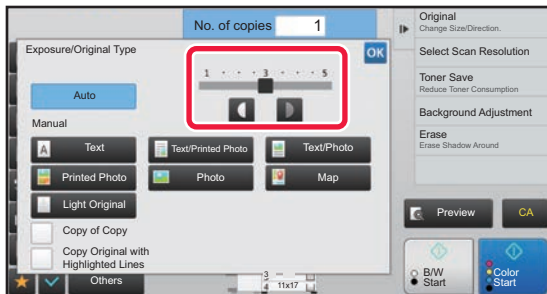 No. of copies 1
Exposure/Original Type
OK
1 3 5
Auto
Manual
A Text
Text/Printed Photo
Text/Photo
Printed Photo
Photo
Map
Light Original
Copy of Copy
Copy Original with
Highlighted Lines
Others
3
4 11x17
Original
Change Size/Direction.
Select Scan Resolution
Toner Save
Reduce Toner Consumption
Background Adjustment
Erase
Erase Shadow Around
Preview
CA
B/W
Start
Color
Start